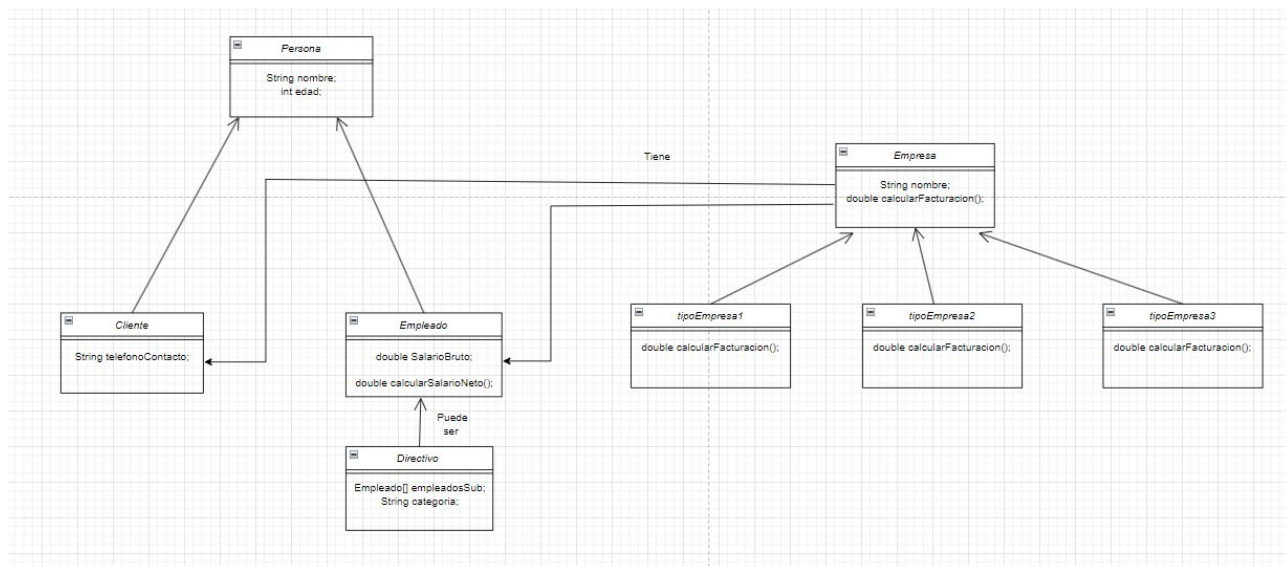 Persona
String nombre;
int edad;
Tiene
Empresa
String nombre;
double calcularFacturacion();
Cliente
String telefonoContacto;
Empleado
double SalarioBruto;
double calcularSalarioNeto();
tipoEmpresa1
double calcularFacturacion();
tipoEmpresa2
double calcularFacturacion();
tipoEmpresa3
double calcularFacturacion();
Puede
ser
Directivo
Empleado[] empleadosSub;
String categoria;